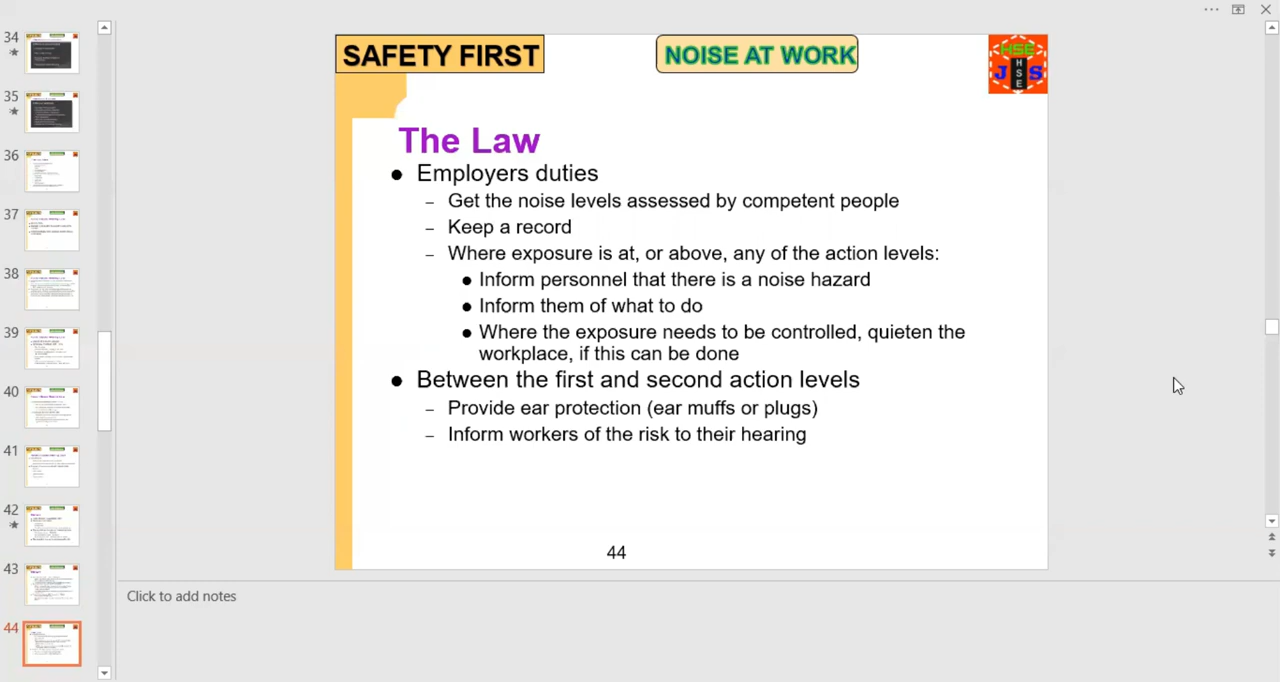 SAFETY FIRST
NOISE AT WORK
HSE
J
H
S
E
S
The Law
● Employers duties
– Get the noise levels assessed by competent people
– Keep a record
– Where exposure is at, or above, any of the action levels:
● Inform personnel that there is a noise hazard
● Inform them of what to do
● Where the exposure needs to be controlled, quieten the
workplace, if this can be done
● Between the first and second action levels
– Provide ear protection (ear muffs or plugs)
– Inform workers of the risk to their hearing
44
34
35
36
37
38
39
40
41
42
43
44
Click to add notes